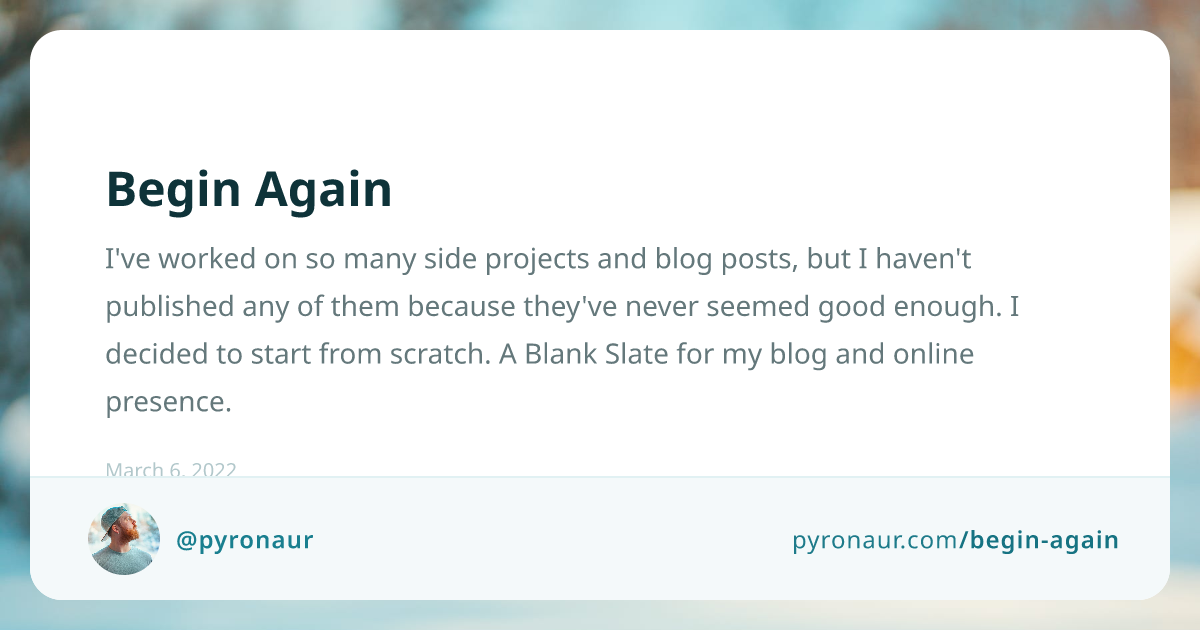 Begin Again
I've worked on so many side projects and blog posts, but I haven't
published any of them because they've never seemed good enough. I
decided to start from scratch. A Blank Slate for my blog and online
presence.
March 6, 2022
@pyronaur
pyronaur.com/begin-again